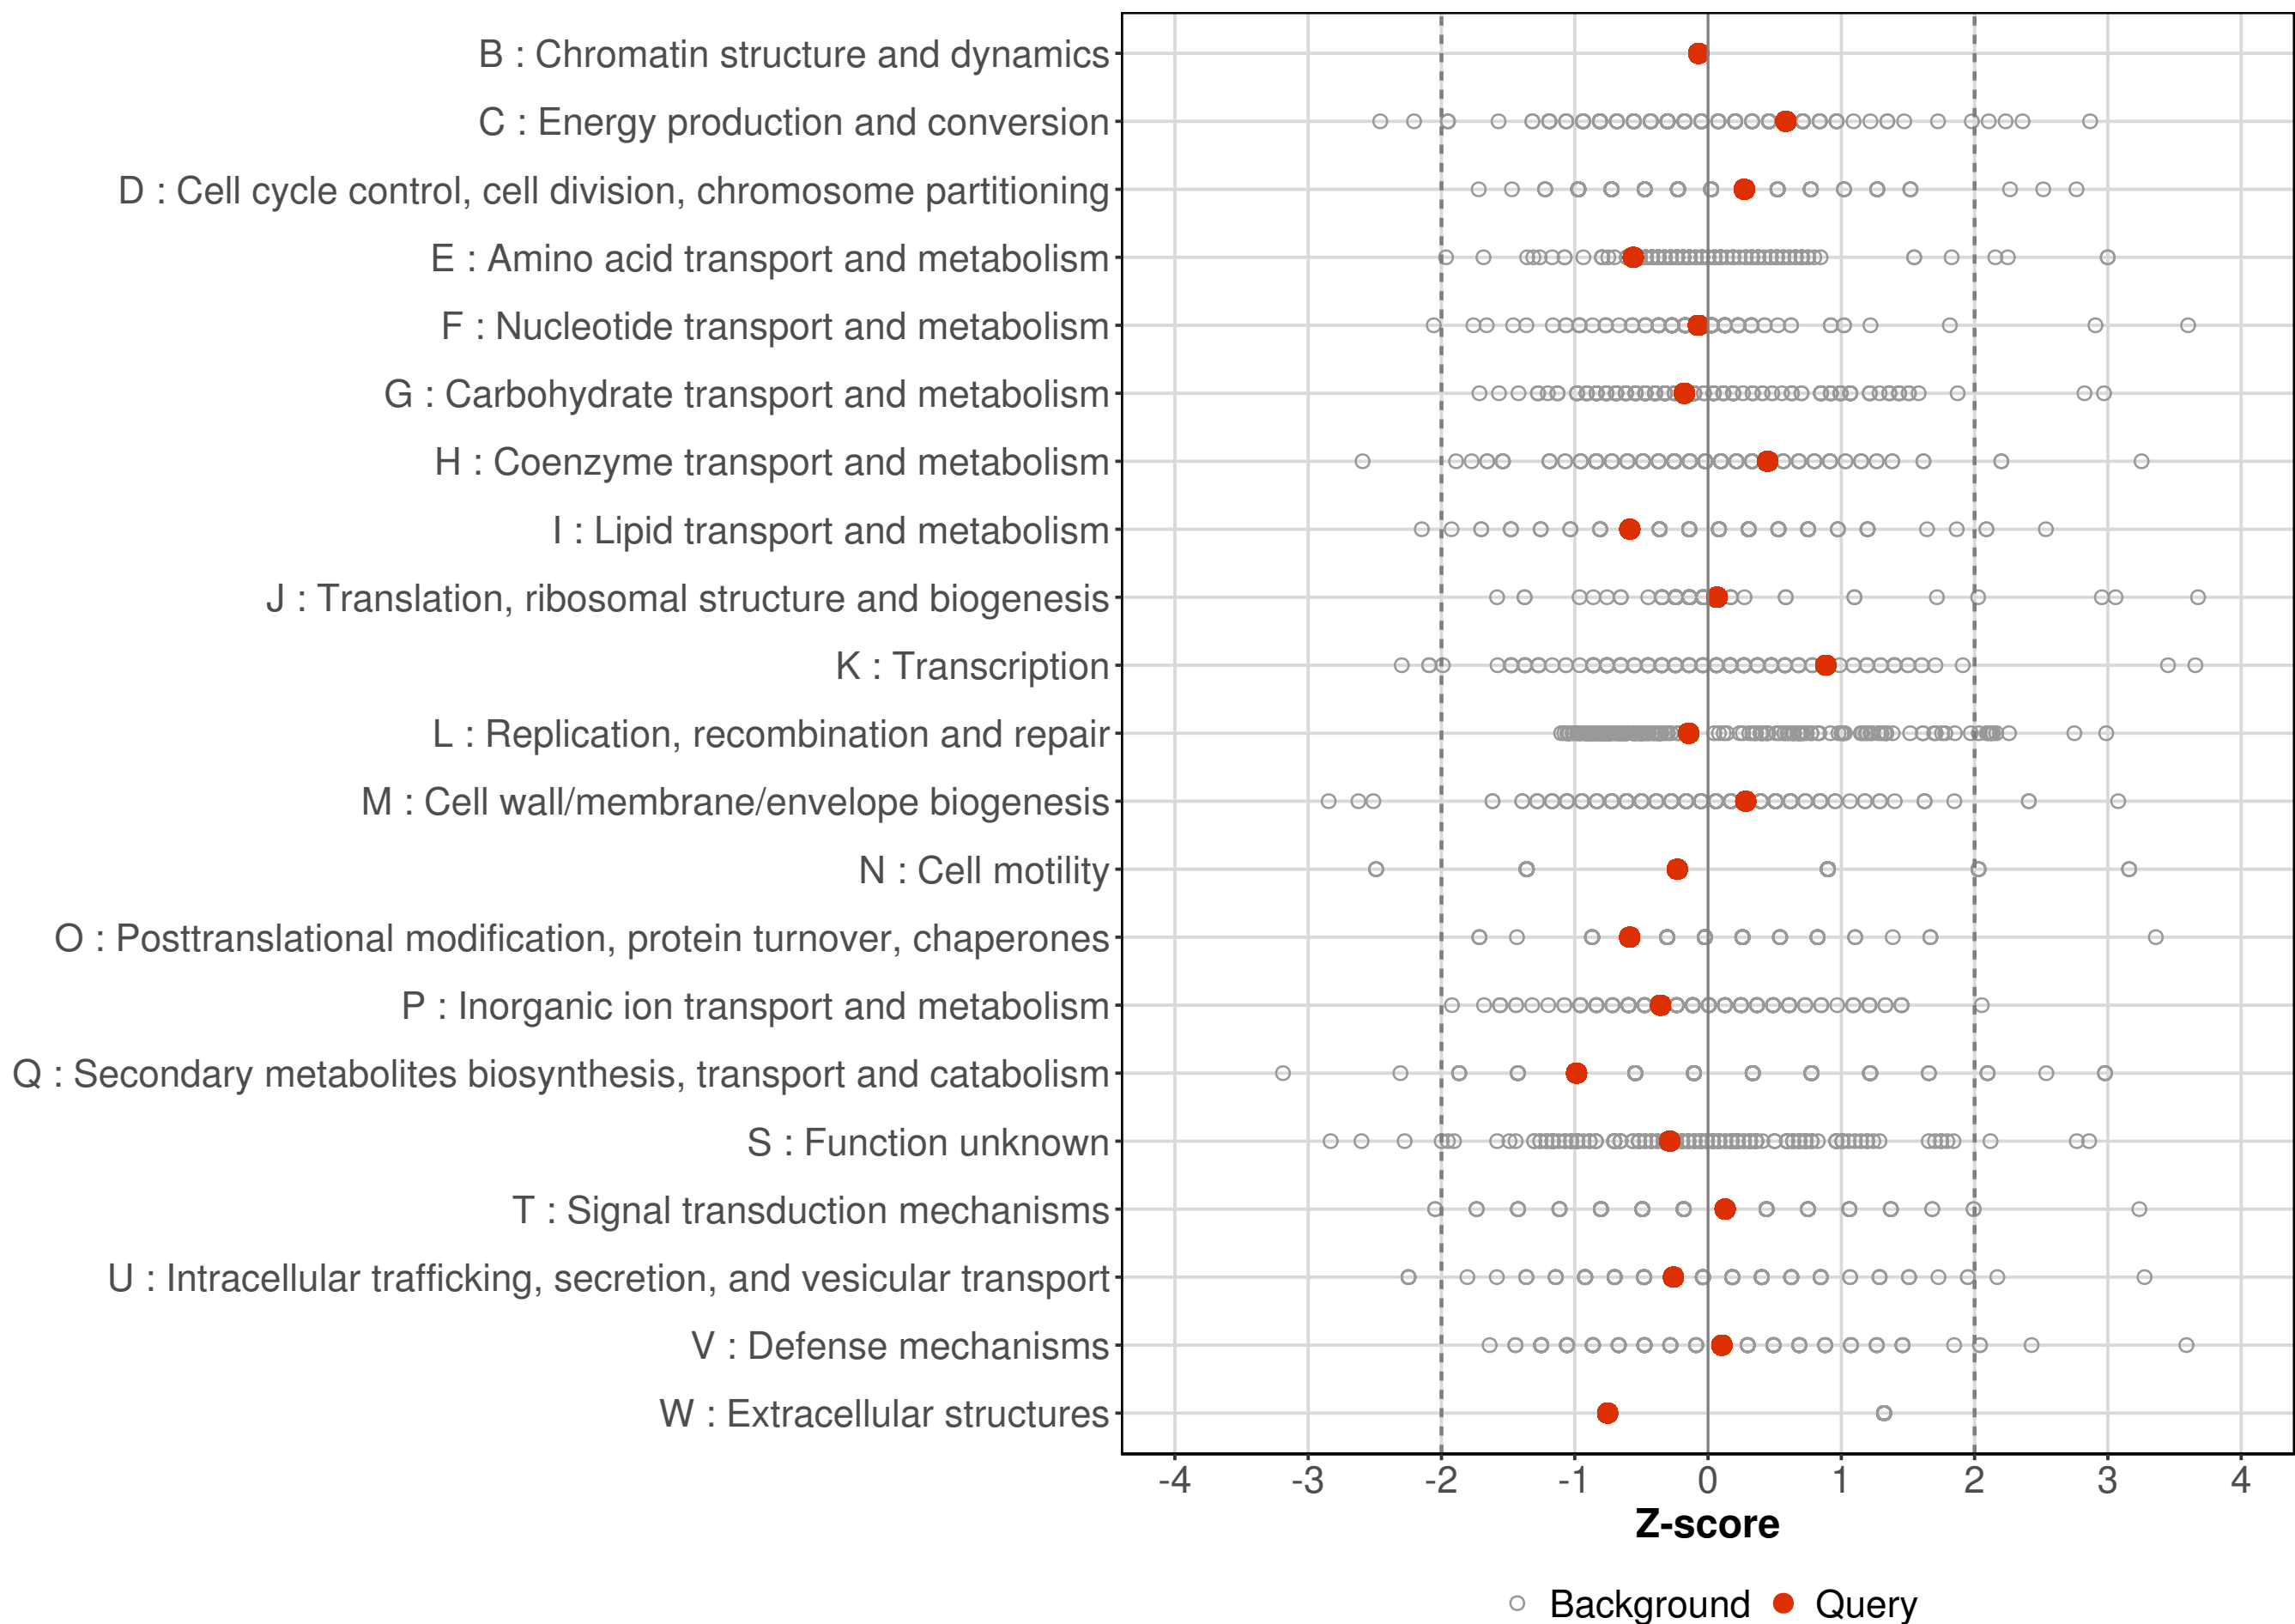 B : Chromatin structure and dynamics
C : Energy production and conversion
D : Cell cycle control, cell division, chromosome partitioning
E : Amino acid transport and metabolism
F : Nucleotide transport and metabolism
G : Carbohydrate transport and metabolism
H : Coenzyme transport and metabolism
I : Lipid transport and metabolism
J : Translation, ribosomal structure and biogenesis
K : Transcription
L : Replication, recombination and repair
M : Cell wall/membrane/envelope biogenesis
N : Cell motility
O : Posttranslational modification, protein turnover, chaperones
P : Inorganic ion transport and metabolism
Q : Secondary metabolites biosynthesis, transport and catabolism
S : Function unknown
T : Signal transduction mechanisms
U : Intracellular trafficking, secretion, and vesicular transport
V : Defense mechanisms
W : Extracellular structures
-4 -3 -2 -1 0 1 2 3 4
Z-score
Background Query